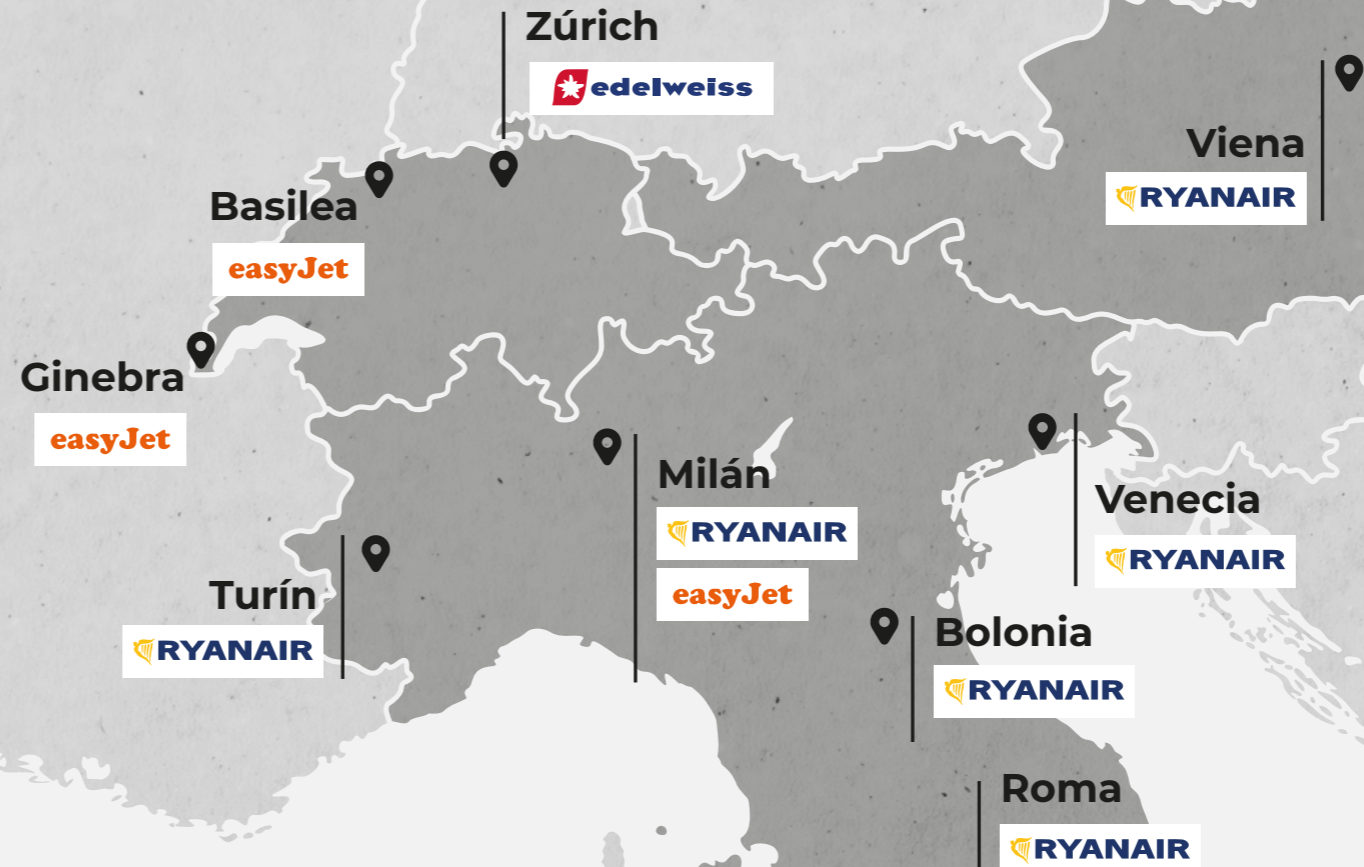 Zúrich
edelweiss
Viena
RYANAIR
Basilea
easyJet
Ginebra
easyJet
Milán
RYANAIR
easyJet
Venecia
RYANAIR
Turín
RYANAIR
Bolonia
RYANAIR
Roma
RYANAIR